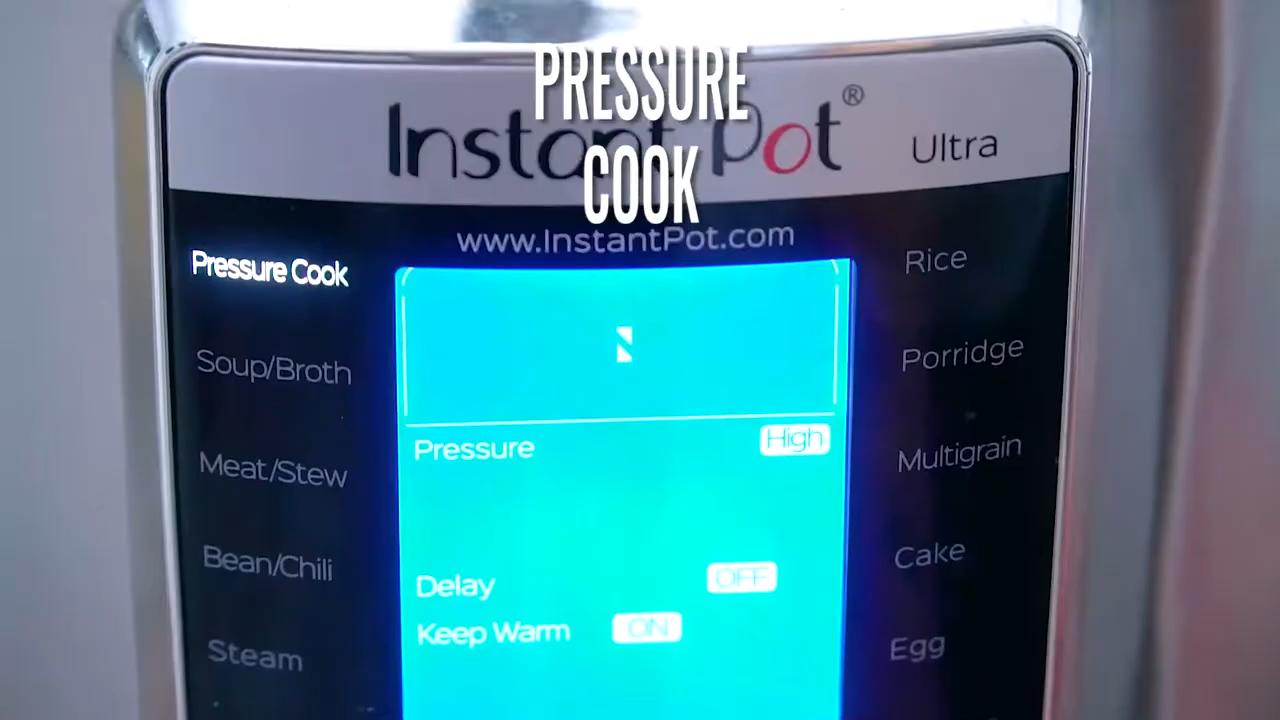 PRESSURE
COOK
Instant Pot®
Ultra
www.InstantPot.com
Pressure Cook
Soup/Broth
Meat/Stew
Bean/Chili
Steam
Pressure High
Delay OFF
Keep Warm ON
Rice
Porridge
Multigrain
Cake
Egg